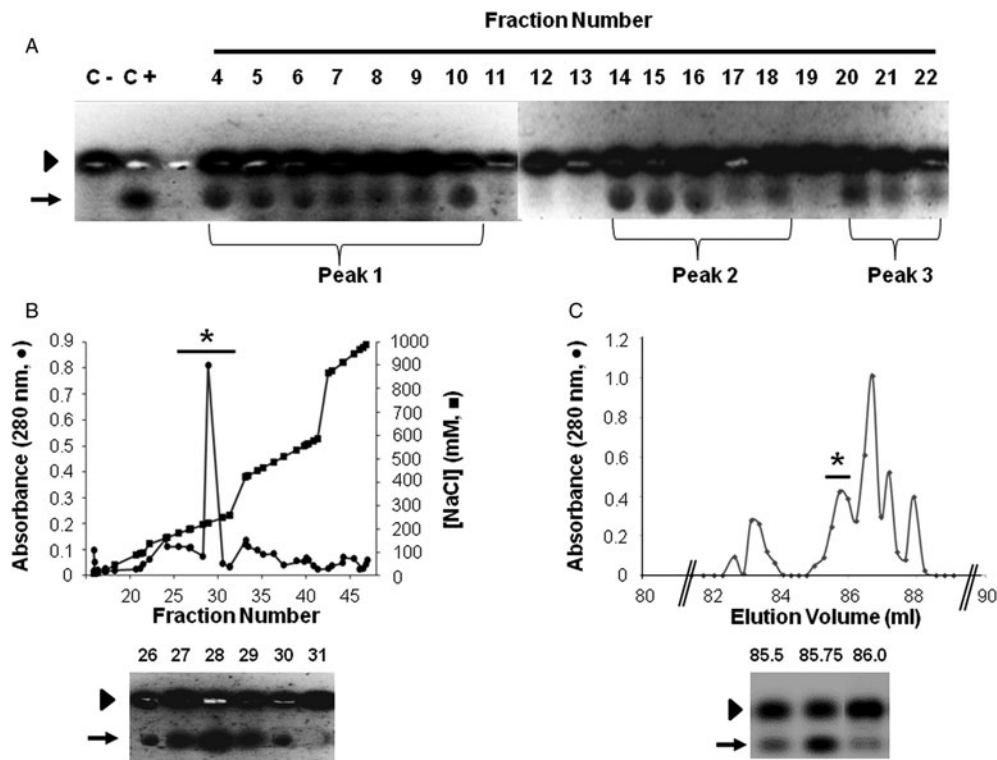 Fraction Number
A
C - C + 4 5 6 7 8 9 10 11 12 13 14 15 16 17 18 19 20 21 22
Peak 1 Peak 2 Peak 3
B
*
Absorbance (280 nm, ●)
0.9
0.8
0.7
0.6
0.5
0.4
0.3
0.2
0.1
0
1000
900
800
700
600
500
400
300
200
100
0
[NaCl] (mM, ■)
20 25 30 35 40 45
Fraction Number
26 27 28 29 30 31
C
*
Absorbance (280 nm, ●)
1.2
1.0
0.8
0.6
0.4
0.2
0
80 82 84 86 88 90
Elution Volume (ml)
85.5 85.75 86.0